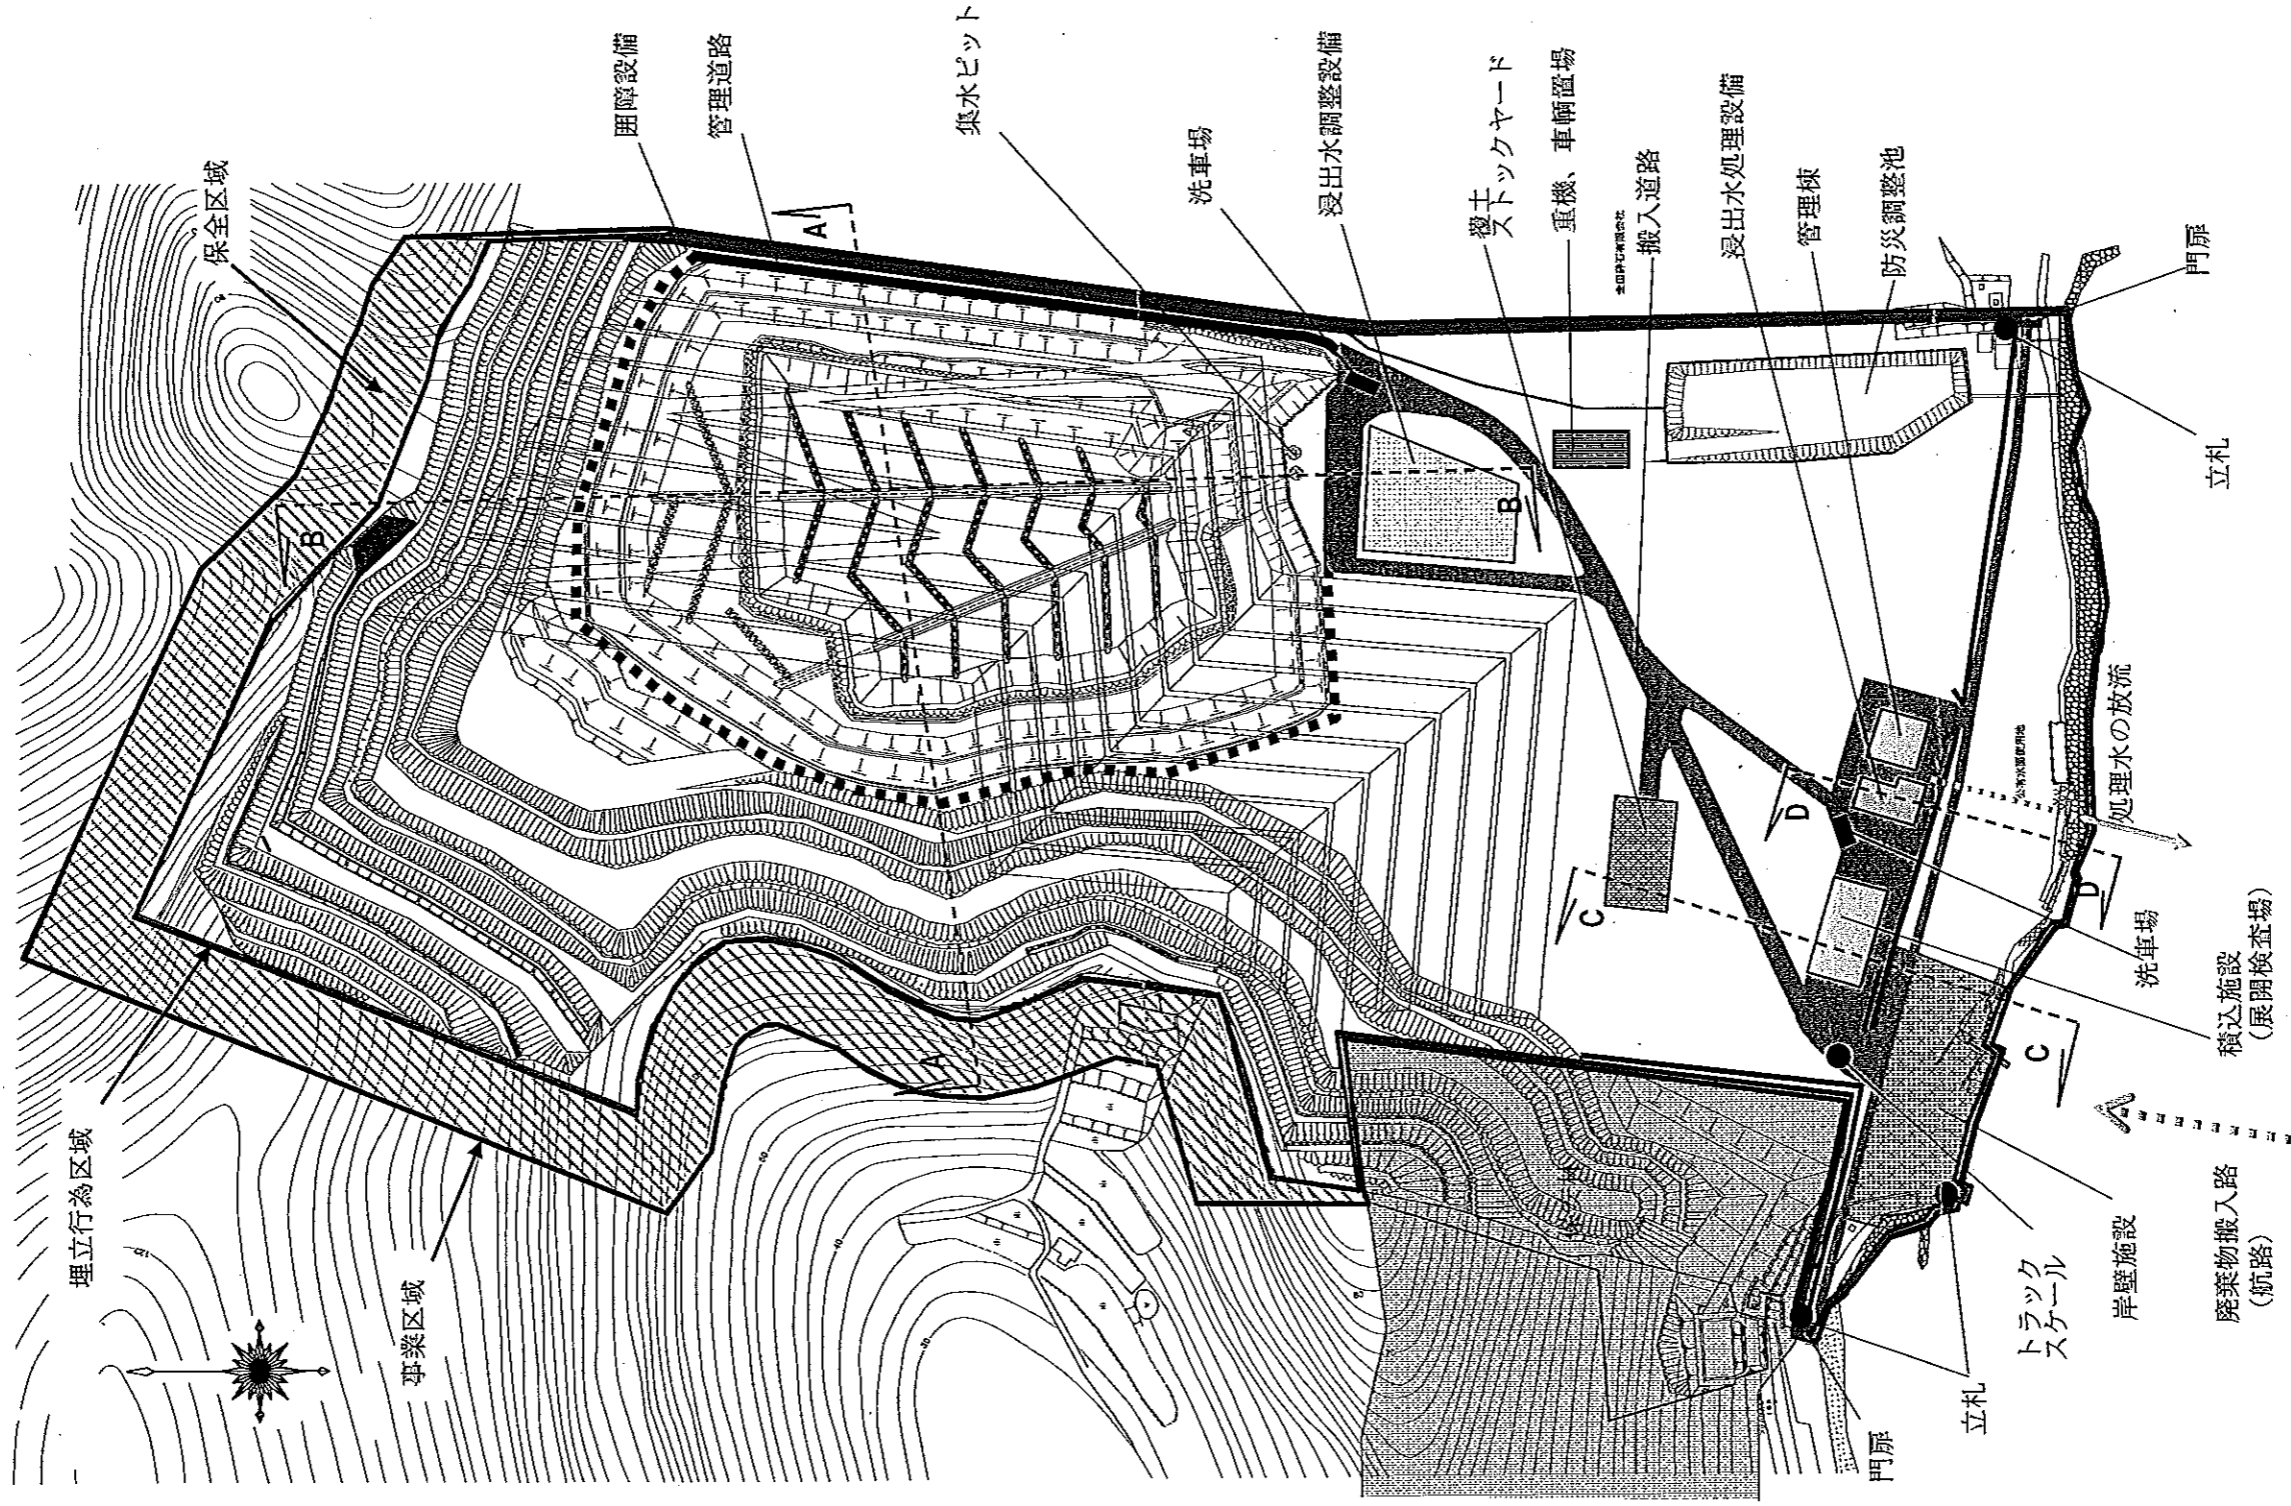 保全区域
囲障設備
管理道路
集水ピット
洗車場
浸出水調整設備
覆土
ストックヤード
重機、車輌置場
搬入道路
浸出水処理設備
管理棟
防災調整池
門扉
立札
処理水の放流
洗車場
積込施設
(展開検査場)
廃棄物搬入路
(航路)
岸壁施設
トラック
スケール
立札
門扉
埋立行為区域
事業区域
A
A
B
B
C
C
D
D